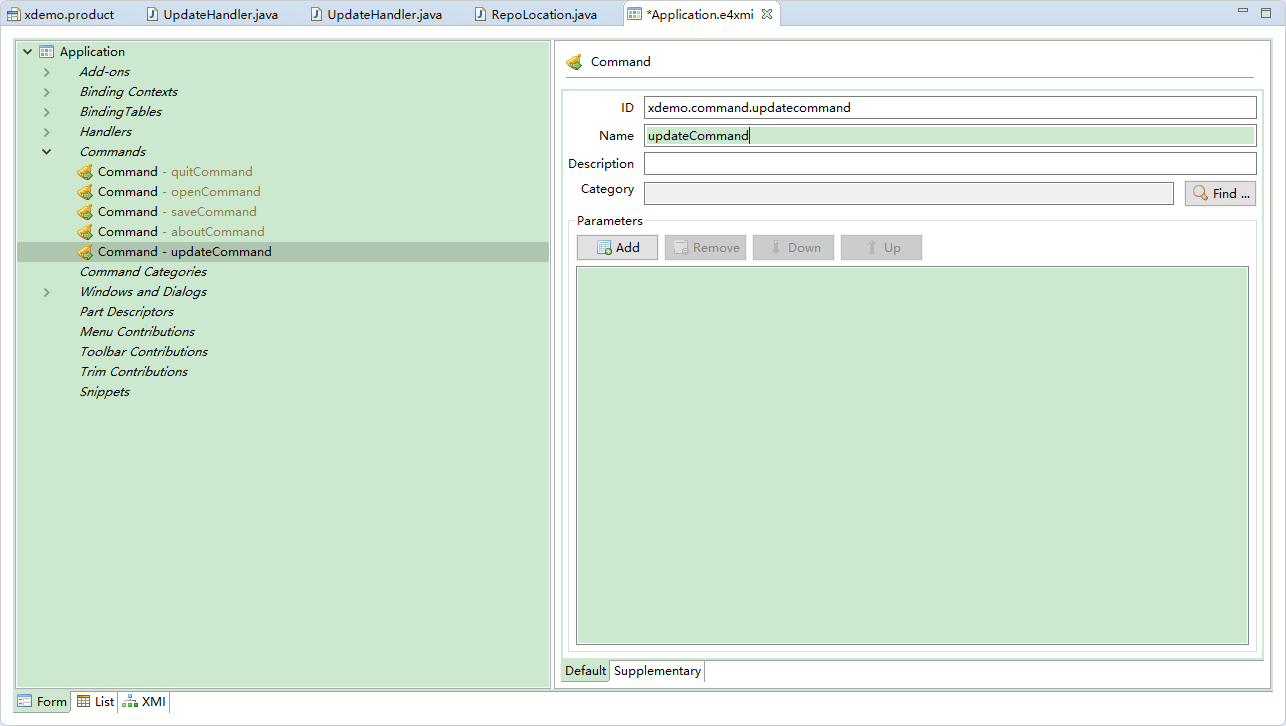 xdemo.product UpdateHandler.java UpdateHandler.java RepoLocation.java *Application.e4xmi
Application
Add-ons
Binding Contexts
BindingTables
Handlers
Commands
Command - quitCommand
Command - openCommand
Command - saveCommand
Command - aboutCommand
Command - updateCommand
Command Categories
Windows and Dialogs
Part Descriptors
Menu Contributions
Toolbar Contributions
Trim Contributions
Snippets
Command
ID xdemo.command.updatecommand
Name updateCommand
Description
Category Find ...
Parameters
Add Remove Down Up
Default Supplementary
Form List XMI